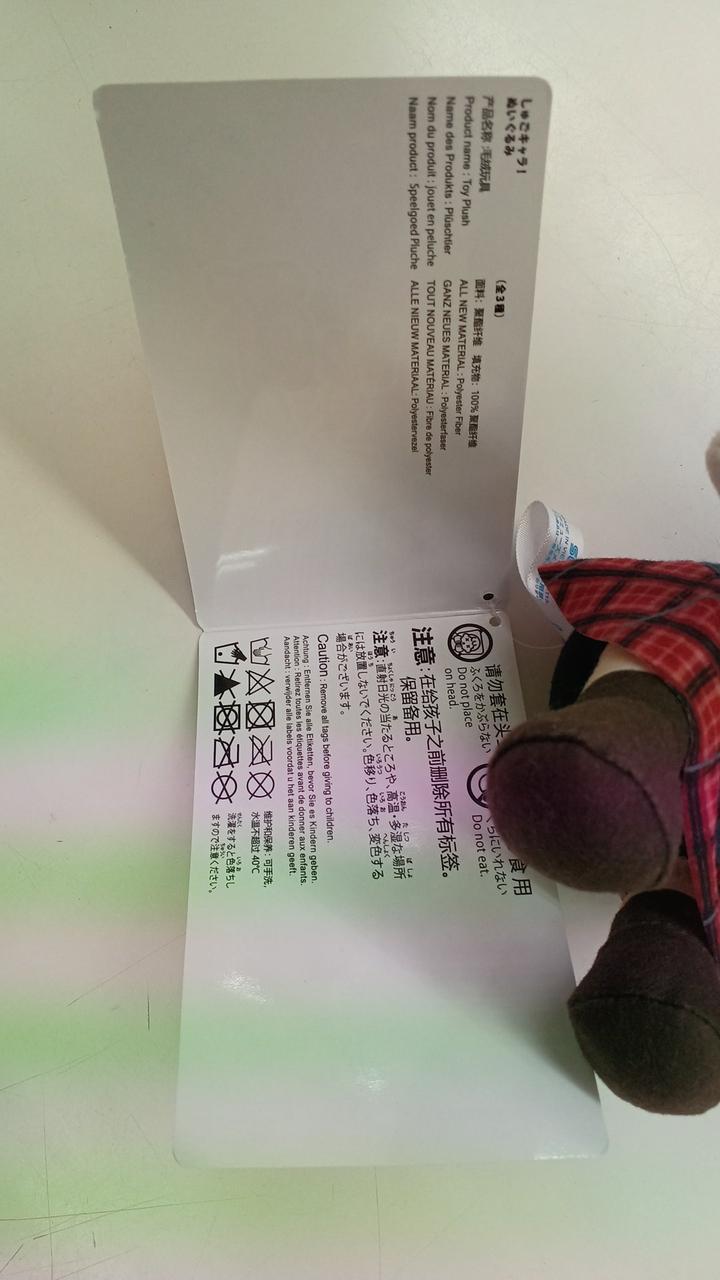 しゅごキャラ!
ぬいぐるみ
(全3種)
产品名称:毛绒玩具
Product name : Toy Plush
Name des Produkts : Plüschtier
Nom du produit : jouet en peluche
Naam product : Speelgoed Pluche
面料: 聚酯纤维 填充物: 100% 聚酯纤维
ALL NEW MATERIAL : Polyester Fiber
GANZ NEUES MATERIAL : Polyesterfaser
TOUT NOUVEAU MATÉRIAU : Fibre de polyester
ALLE NIEUW MATERIAAL: Polyestervezel
请勿套在头
ふくろをかぶらない
Do not place
on head.
食用
くちにいれない
Do not eat.
注意:在给孩子之前删除所有标签。
保留备用。
注意:直射日光の当たるところや、高温・多湿な場所
には放置しないでください。色移り、色落ち、変色する
場合がございます。
Caution : Remove all tags before giving to children.
Achtung : Entfernen Sie alle Etiketten, bevor Sie es Kindern geben.
Attention : Retirez toutes les étiquettes avant de donner aux enfants.
Aandacht : verwijder alle labels voordat u het aan kinderen geeft.
维护和保养: 可手洗,
水温不超过 40℃
洗濯をすると色落ちし
ますので注意ください。